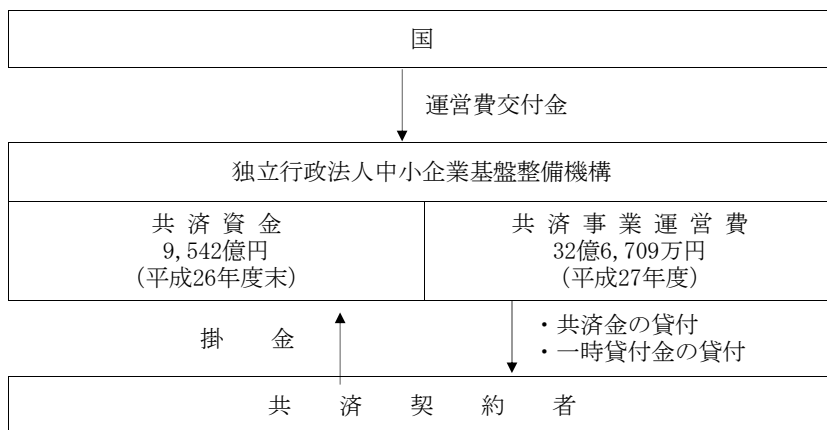 国
運営費交付金
独立行政法人中小企業基盤整備機構
共済資金
9,542億円
(平成26年度末)
共済事業運営費
32億6,709万円
(平成27年度)
掛金
・共済金の貸付
・一時貸付金の貸付
共済契約者